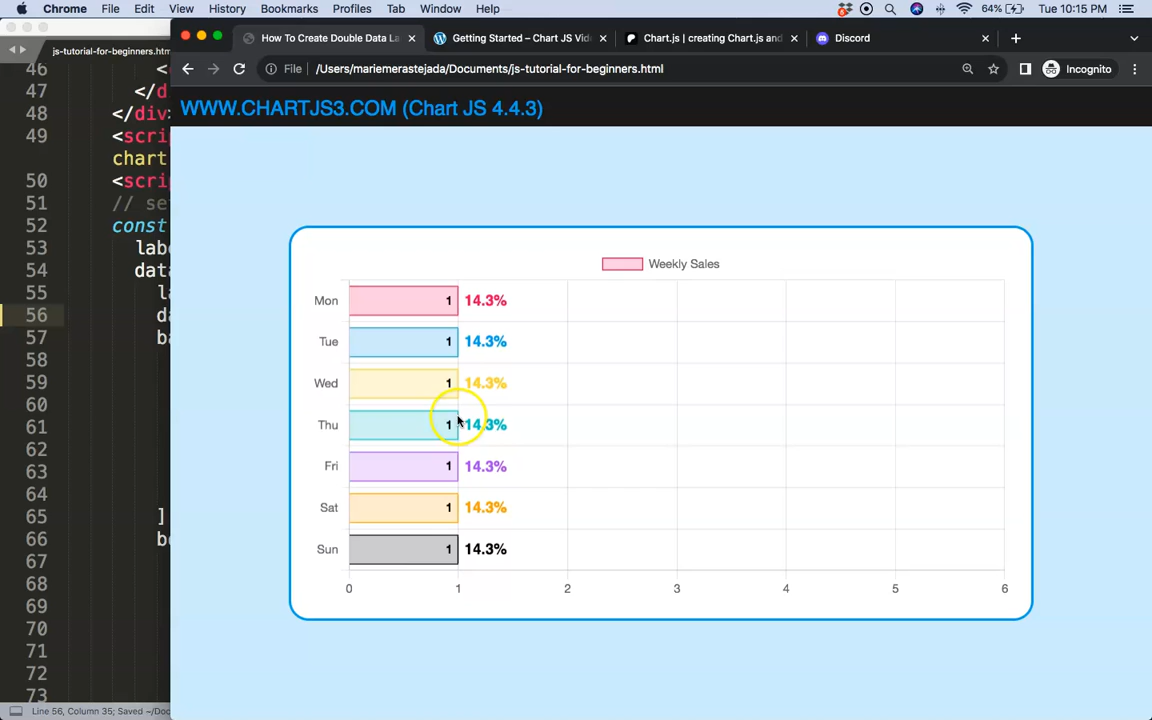 Chrome File Edit View History Bookmarks Profiles Tab Window Help 64% Tue 10:15 PM
js-tutorial-for-beginners.htm
How To Create Double Data La
Getting Started – Chart JS Vid
Chart.js | creating Chart.js and
Discord
File /Users/mariemerastejada/Documents/js-tutorial-for-beginners.html Incognito
WWW.CHARTJS3.COM (Chart JS 4.4.3)
46 <
47 </d
48 </div>
49 <scrip
chart
50 <scrip
51 // se
52 const
53 labe
54 data
55 la
56 da
57 ba
58
59
60
61
62
63
64
65 ]
66 bo
67
68
69
70
71
72
73
Line 56, Column 35; Saved ~/Doc
Weekly Sales
Mon 1 14.3%
Tue 1 14.3%
Wed 1 14.3%
Thu 1 14.3%
Fri 1 14.3%
Sat 1 14.3%
Sun 1 14.3%
0 1 2 3 4 5 6